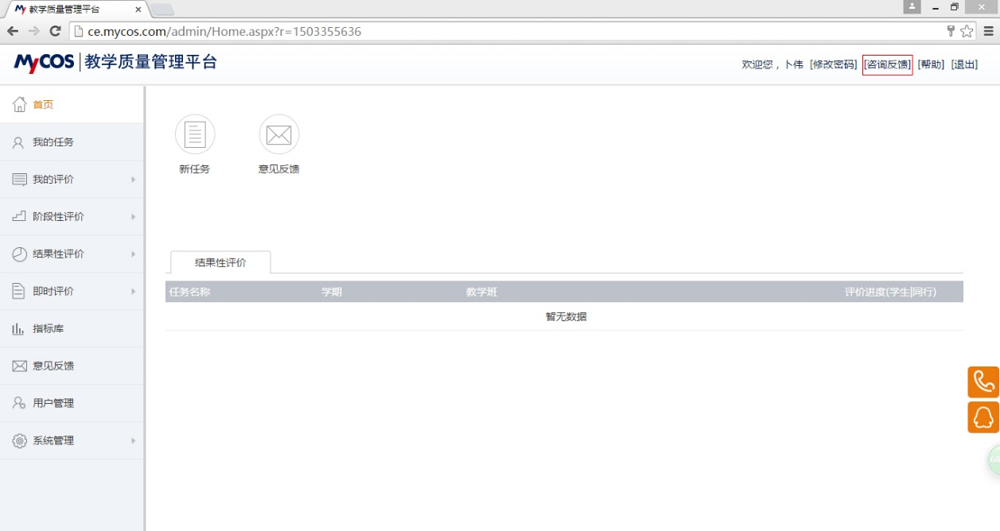 教学质量管理平台
ce.mycos.com/admin/Home.aspx?r=1503355636
MyCOS 教学质量管理平台
欢迎您，卜伟 [修改密码] [咨询反馈] [帮助] [退出]
首页
我的任务
我的评价
阶段性评价
结果性评价
即时评价
指标库
意见反馈
用户管理
系统管理
新任务 意见反馈
结果性评价
任务名称 学期 教学班 评价进度(学生|同行)
暂无数据